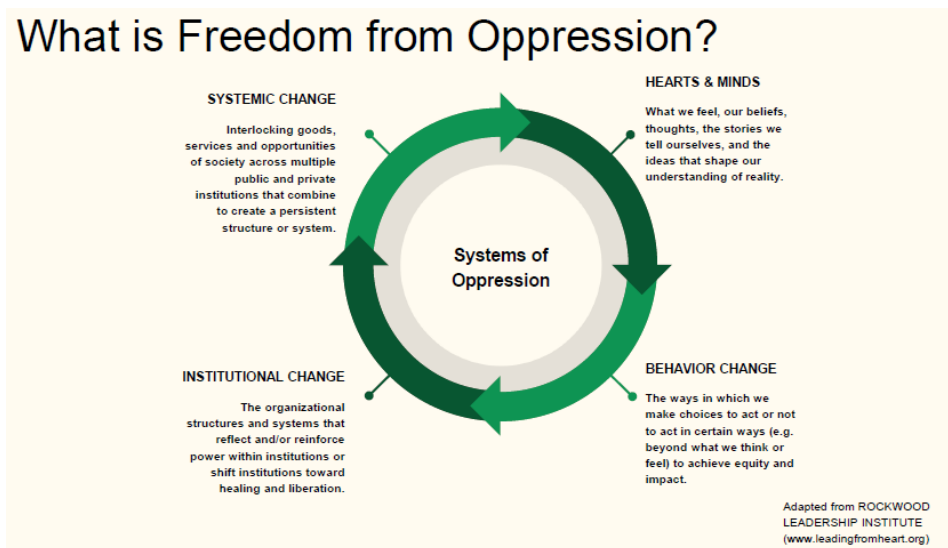 What is Freedom from Oppression?
SYSTEMIC CHANGE
Interlocking goods,
services and opportunities
of society across multiple
public and private
institutions that combine
to create a persistent
structure or system.
HEARTS & MINDS
What we feel, our beliefs,
thoughts, the stories we
tell ourselves, and the
ideas that shape our
understanding of reality.
Systems of
Oppression
INSTITUTIONAL CHANGE
The organizational
structures and systems that
reflect and/or reinforce
power within institutions or
shift institutions toward
healing and liberation.
BEHAVIOR CHANGE
The ways in which we
make choices to act or not
to act in certain ways (e.g.
beyond what we think or
feel) to achieve equity and
impact.
Adapted from ROCKWOOD
LEADERSHIP INSTITUTE
(www.leadingfromheart.org)